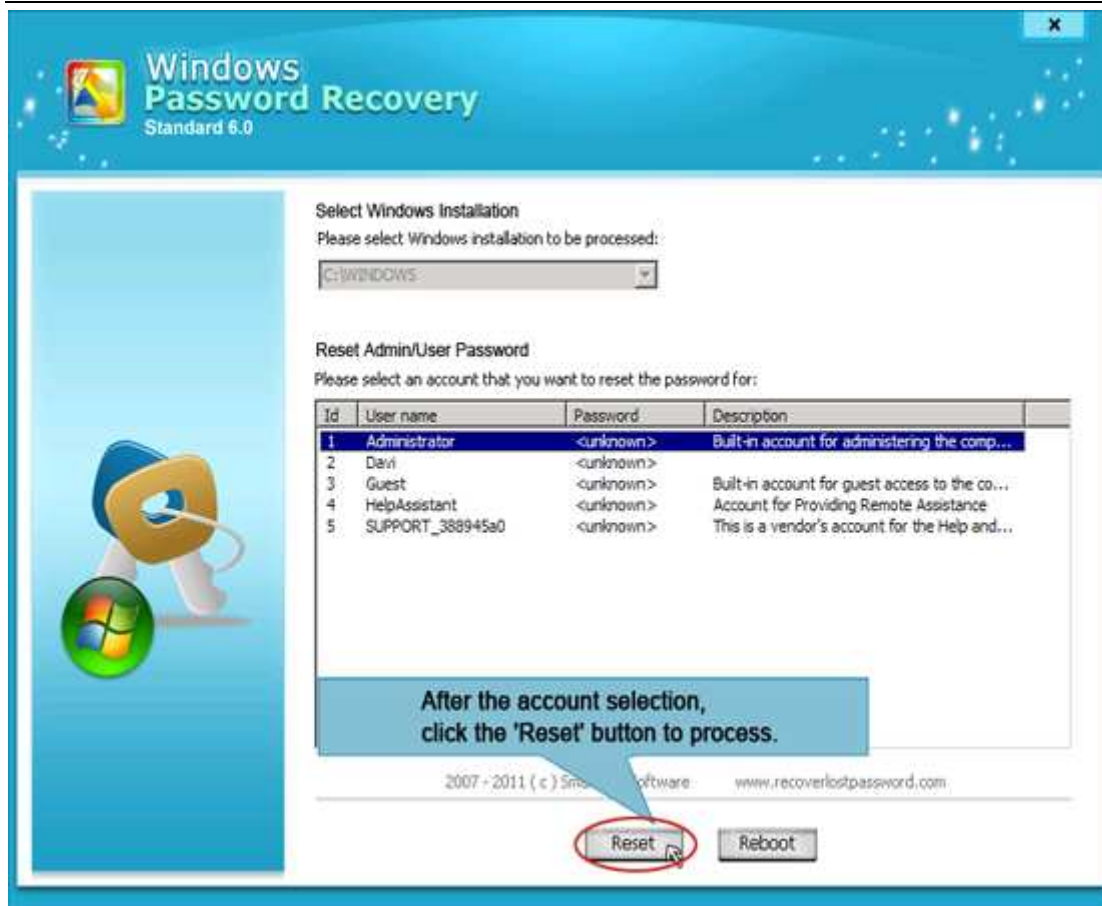 x
Windows
Password Recovery
Standard 6.0
Select Windows Installation
Please select Windows installation to be processed:
C:\WINDOWS
Reset Admin/User Password
Please select an account that you want to reset the password for:
Id User name Password Description
1 Administrator <unknown> Built-in account for administering the comp...
2 Davi <unknown>
3 Guest <unknown> Built-in account for guest access to the co...
4 HelpAssistant <unknown> Account for Providing Remote Assistance
5 SUPPORT_388945a0 <unknown> This is a vendor's account for the Help and...
After the account selection,
click the 'Reset' button to process.
2007 - 2011 ( c ) www.recoverlostpassword.com
Reset Reboot